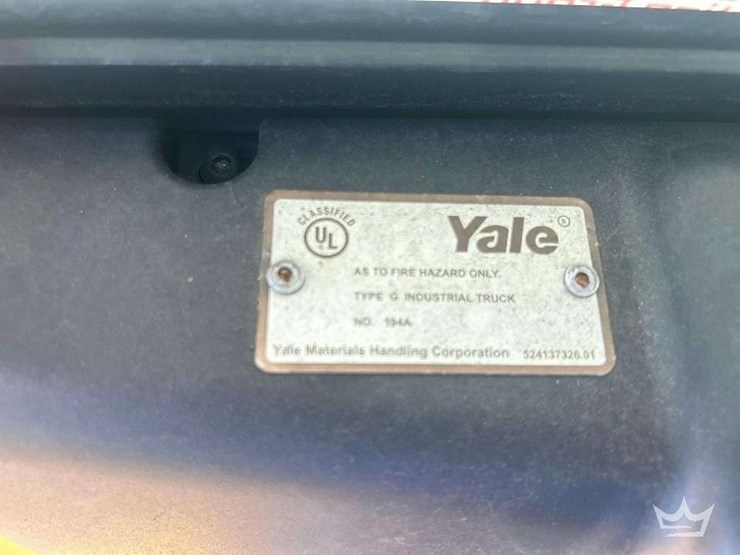 CLASSIFIED
UL
Yale®
AS TO FIRE HAZARD ONLY.
TYPE G INDUSTRIAL TRUCK
NO. 194A
Yale Materials Handling Corporation 524137326.01